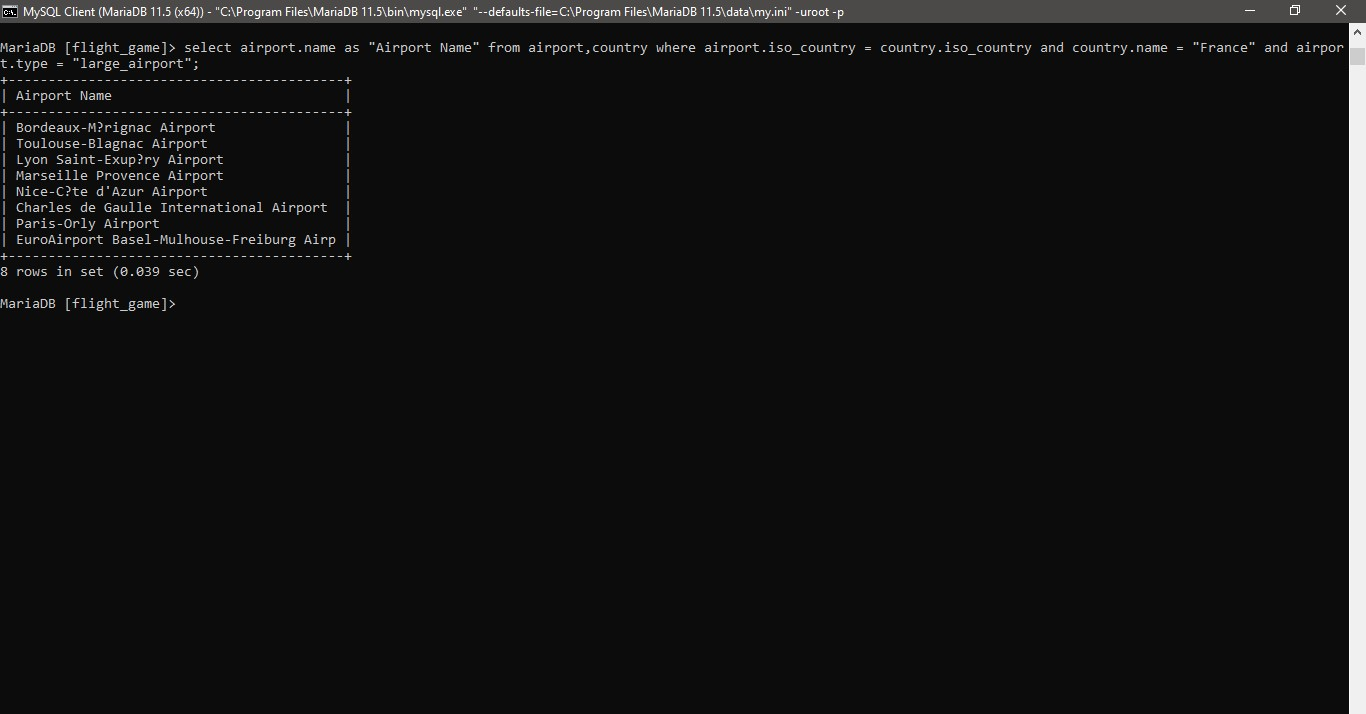 MySQL Client (MariaDB 11.5 (x64)) - "C:\Program Files\MariaDB 11.5\bin\mysql.exe" "--defaults-file=C:\Program Files\MariaDB 11.5\data\my.ini" -uroot -p
MariaDB [flight_game]> select airport.name as "Airport Name" from airport,country where airport.iso_country = country.iso_country and country.name = "France" and airpor
t.type = "large_airport";
+------------------------------------------+
| Airport Name                             |
+------------------------------------------+
| Bordeaux-M?rignac Airport                |
| Toulouse-Blagnac Airport                 |
| Lyon Saint-Exup?ry Airport               |
| Marseille Provence Airport               |
| Nice-C?te d'Azur Airport                 |
| Charles de Gaulle International Airport  |
| Paris-Orly Airport                       |
| EuroAirport Basel-Mulhouse-Freiburg Airp |
+------------------------------------------+
8 rows in set (0.039 sec)
MariaDB [flight_game]>